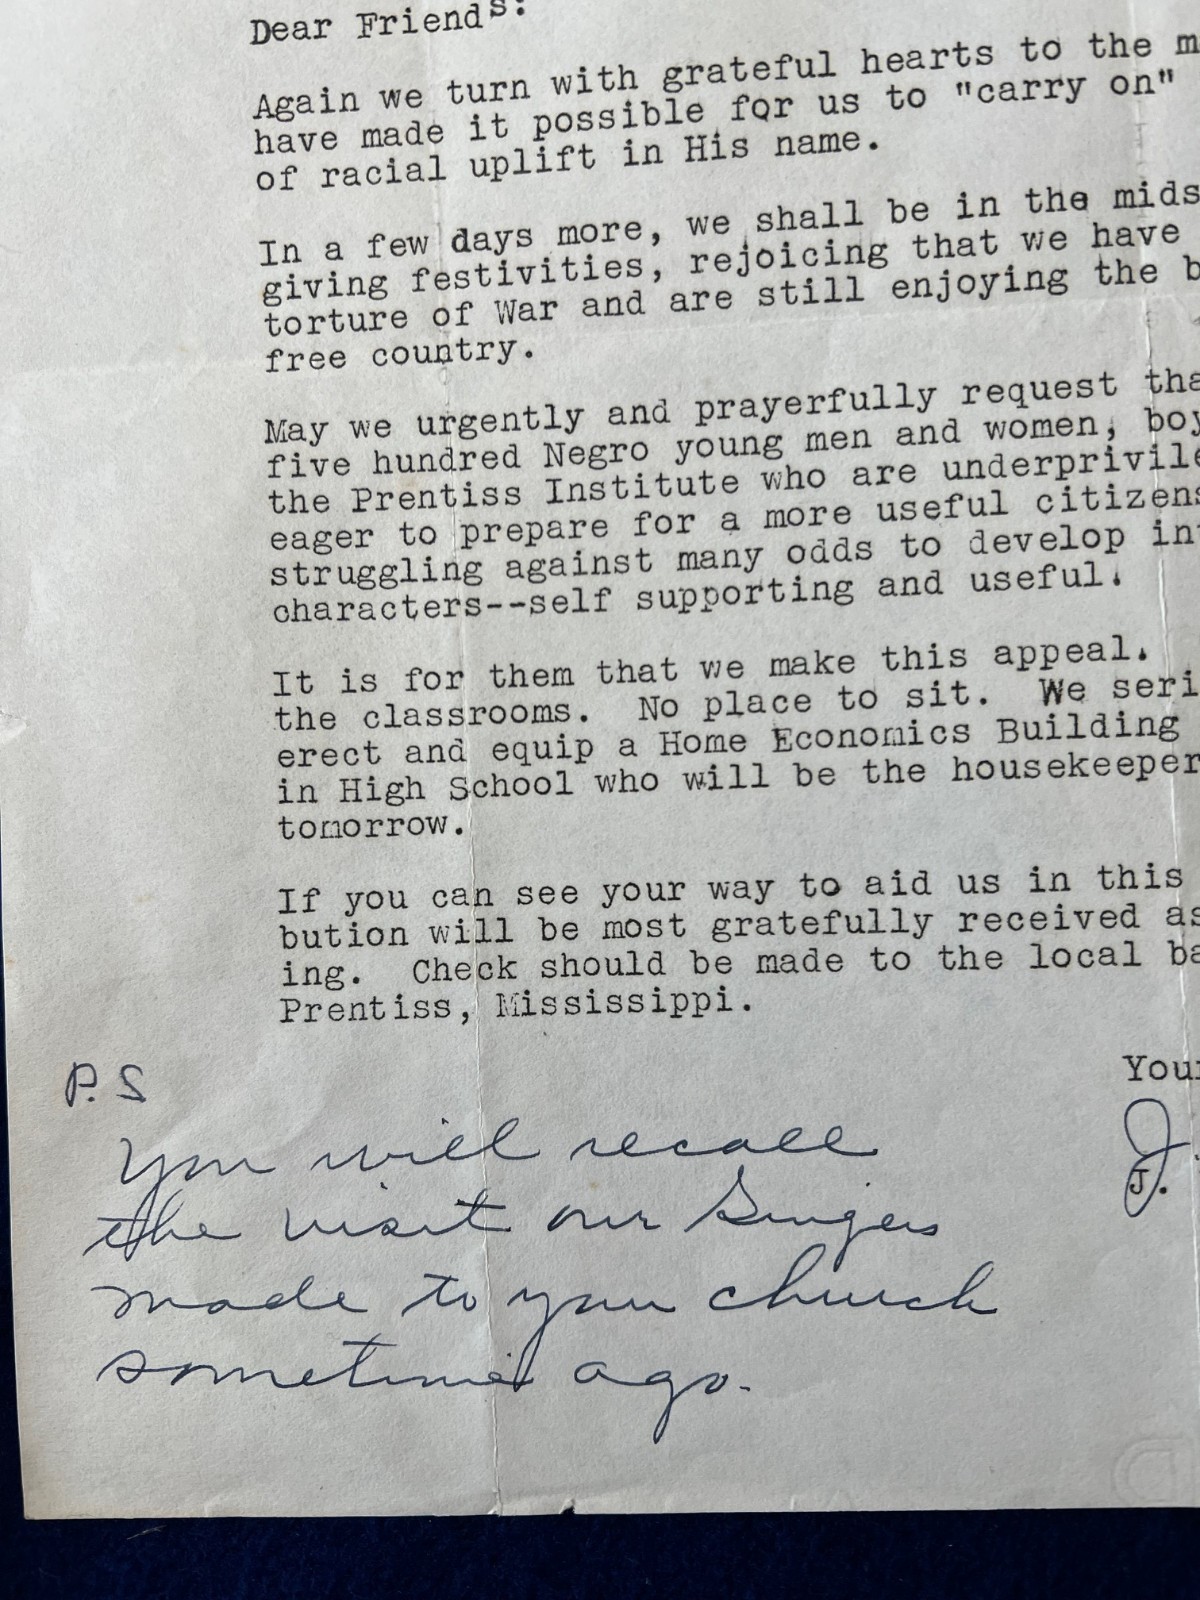 Dear Friends:
Again we turn with grateful hearts to the m
have made it possible for us to "carry on"
of racial uplift in His name.
In a few days more, we shall be in the mids
giving festivities, rejoicing that we have
torture of War and are still enjoying the b
free country.
May we urgently and prayerfully request tha
five hundred Negro young men and women, boy
the Prentiss Institute who are underprivile
eager to prepare for a more useful citizens
struggling against many odds to develop int
characters--self supporting and useful.
It is for them that we make this appeal.
the classrooms. No place to sit. We seri
erect and equip a Home Economics Building
in High School who will be the housekeeper
tomorrow.
If you can see your way to aid us in this
bution will be most gratefully received as
ing. Check should be made to the local ba
Prentiss, Mississippi.
Your
J.
J.
P.S
You will recall
the visit our Singers
made to your church
sometime ago.